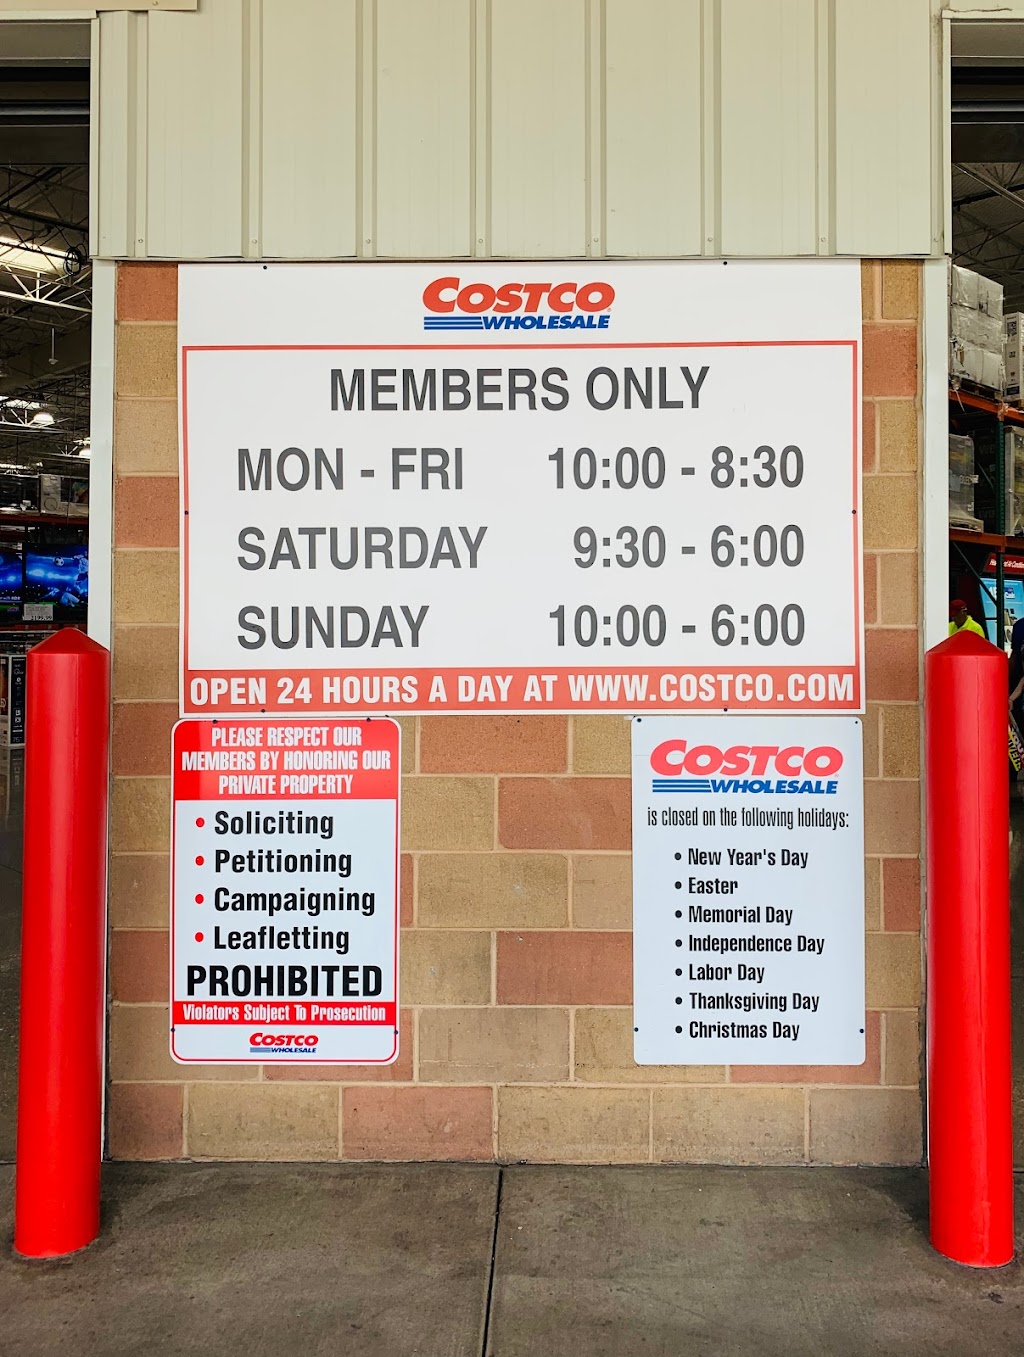 COSTCO
WHOLESALE
MEMBERS ONLY
MON - FRI 10:00 - 8:30
SATURDAY 9:30 - 6:00
SUNDAY 10:00 - 6:00
OPEN 24 HOURS A DAY AT WWW.COSTCO.COM
PLEASE RESPECT OUR
MEMBERS BY HONORING OUR
PRIVATE PROPERTY
• Soliciting
• Petitioning
• Campaigning
• Leafletting
PROHIBITED
Violators Subject To Prosecution
COSTCO
WHOLESALE
COSTCO
WHOLESALE
is closed on the following holidays:
• New Year's Day
• Easter
• Memorial Day
• Independence Day
• Labor Day
• Thanksgiving Day
• Christmas Day